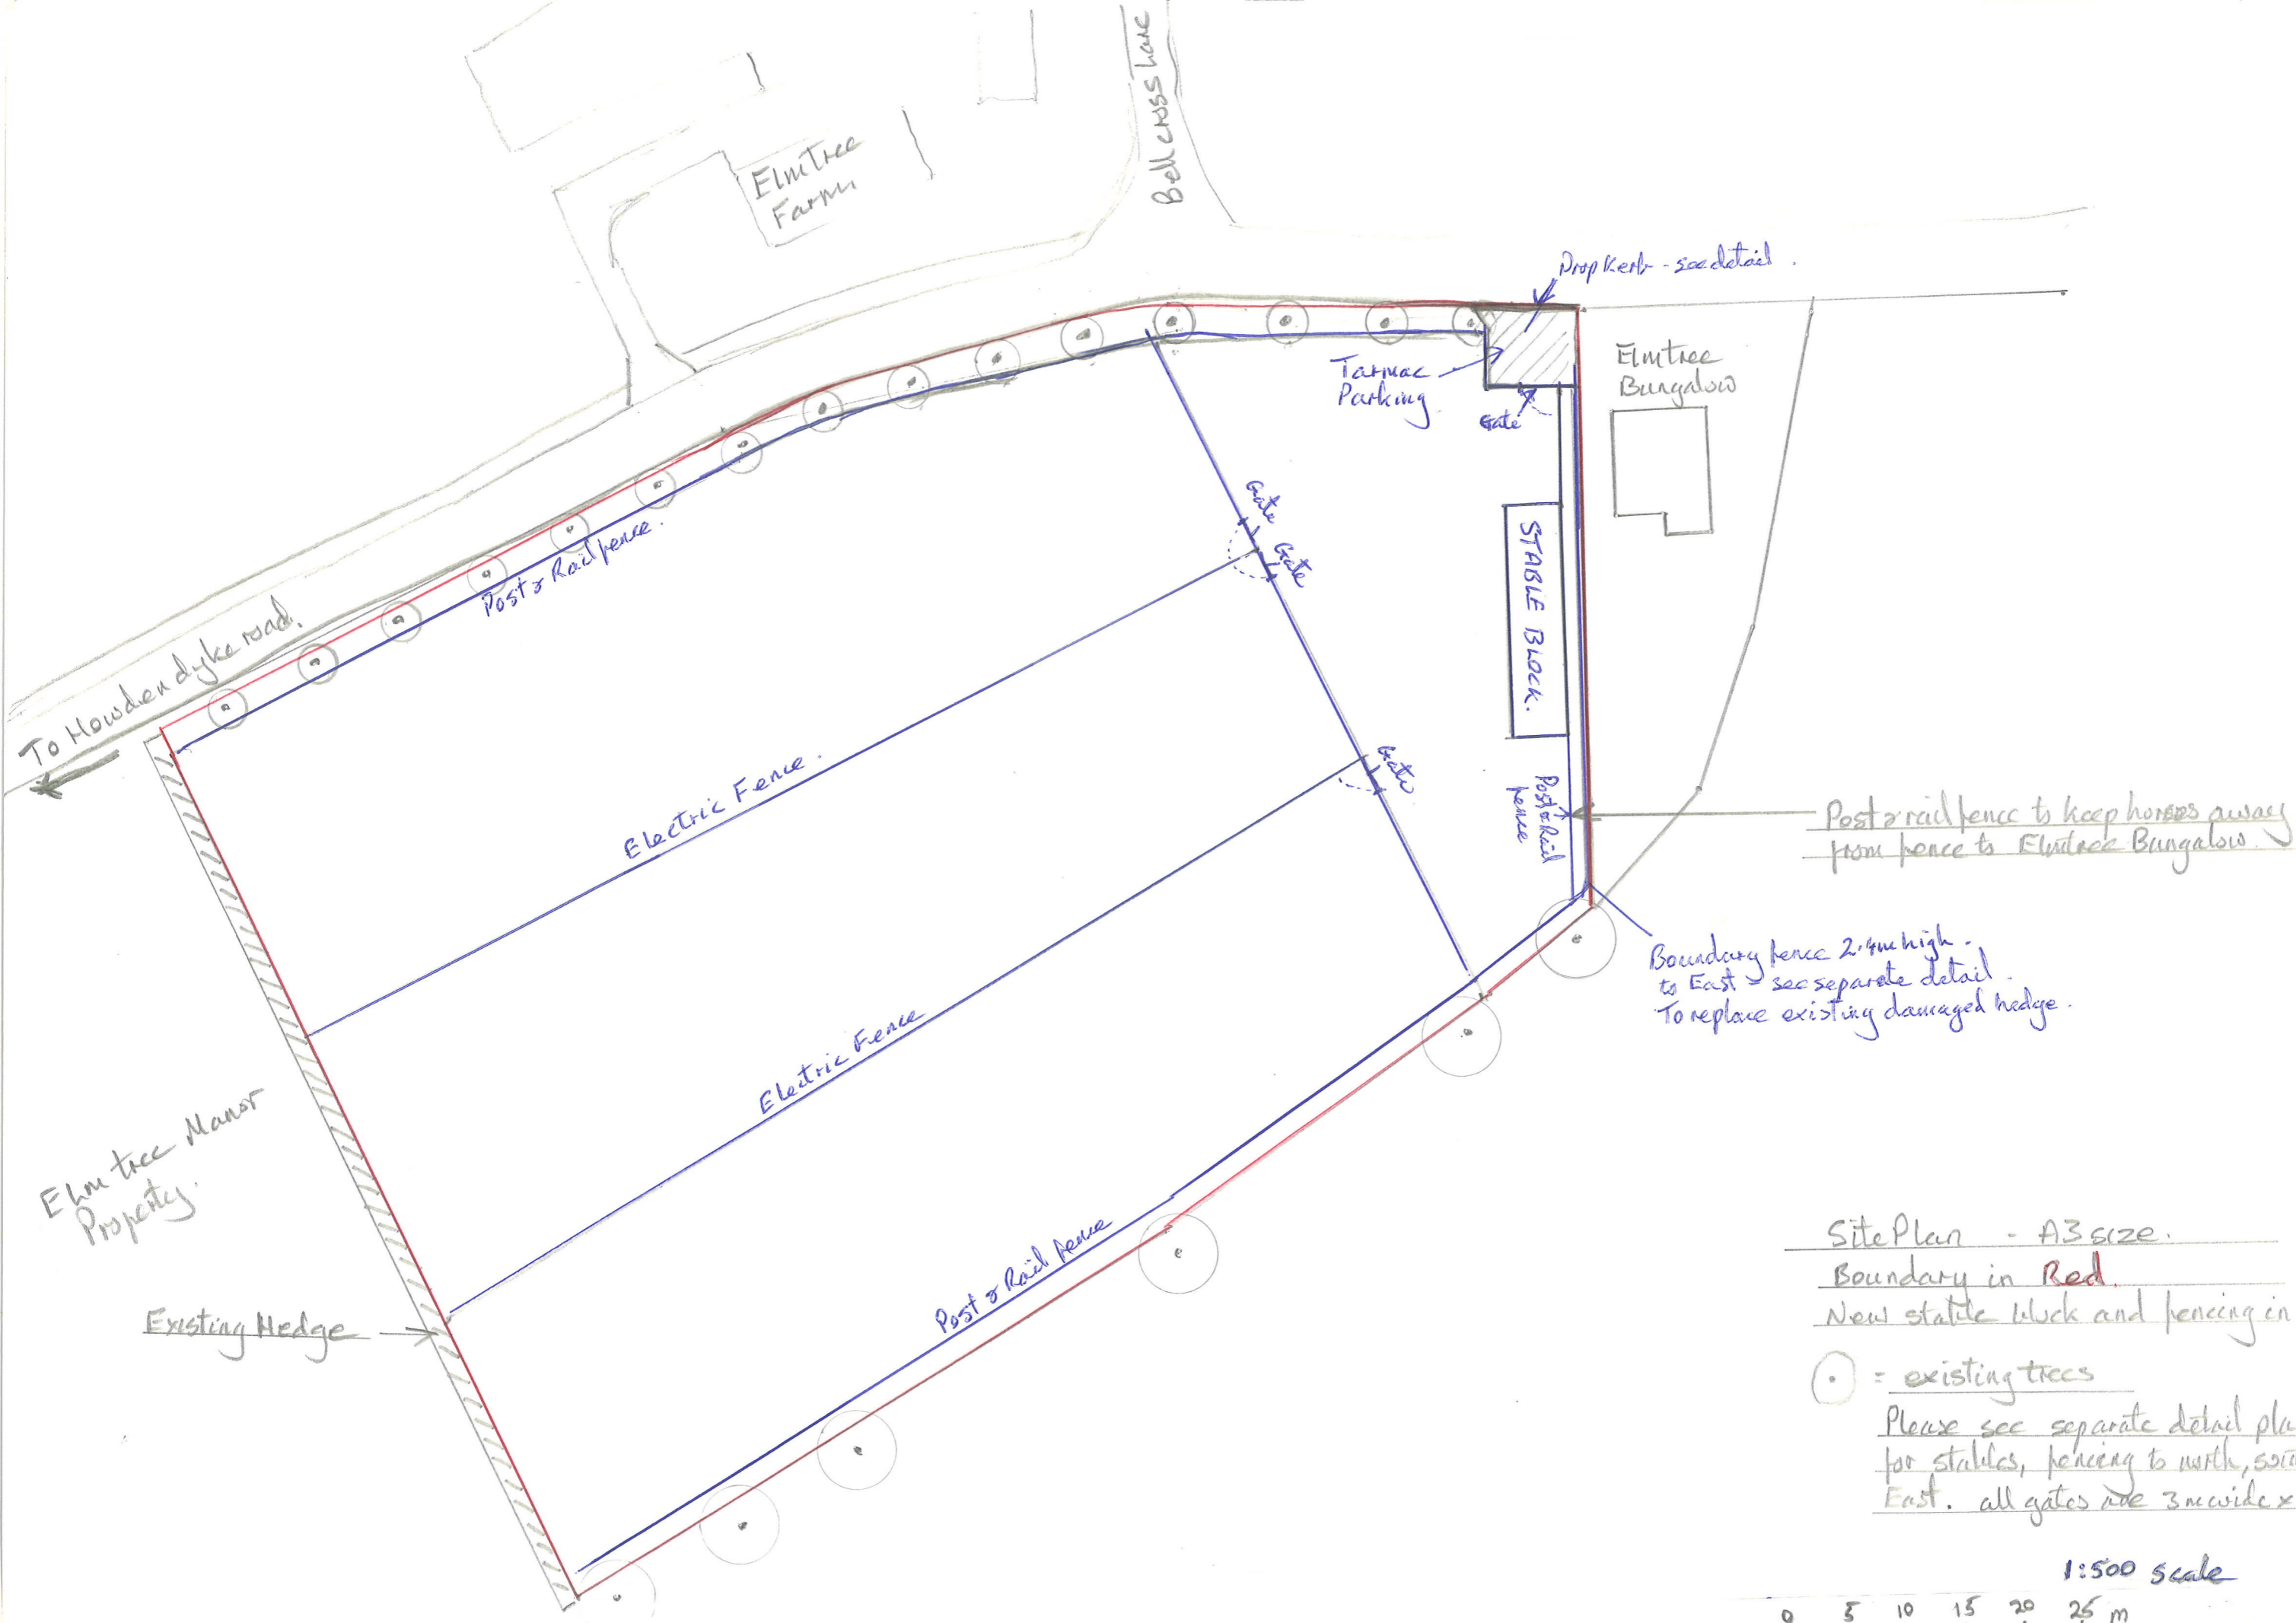 Bellcross Lane
Elmtree
Farm
Drop Kerb - see detail.
Tarmac
Parking
Gate
Elmtree
Bungalow
Gate
Gate
STABLE BLOCK.
Post & Rail fence.
To Howdendyke road.
Electric Fence.
Gate
Post & Rail
fence
Post & rail fence to keep horses away
from fence to Elmtree Bungalow.
Boundary fence 2.4m high -
to East - see separate detail.
To replace existing damaged hedge.
Electric Fence
Elm tree Manor
Property.
Post & Rail fence
Existing Hedge
Site Plan - A3 size.
Boundary in Red.
New stable block and fencing in
= existing trees
Please see separate detail pla
for stables, fencing to north, sou
East. all gates are 3m wide x
1:500 scale
0 5 10 15 20 25 m